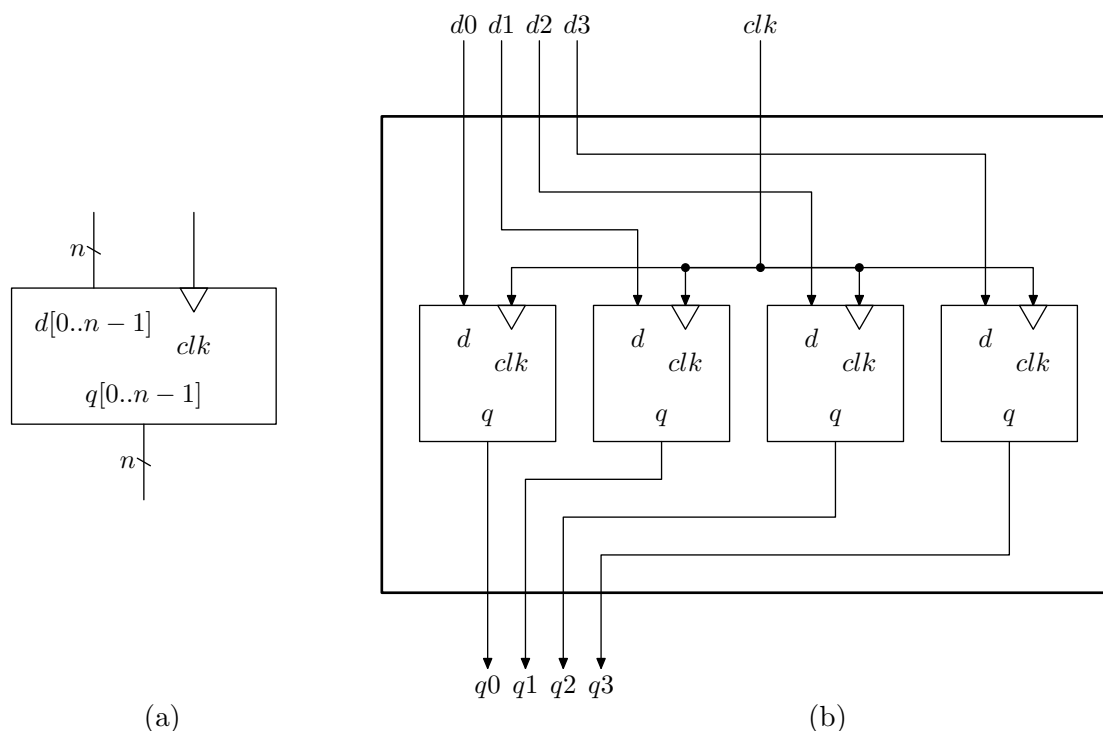 d0 d1 d2 d3 clk
n
d[0..n − 1]
clk
q[0..n − 1]
n
d d d d
clk clk clk clk
q q q q
q0 q1 q2 q3
(a) (b)